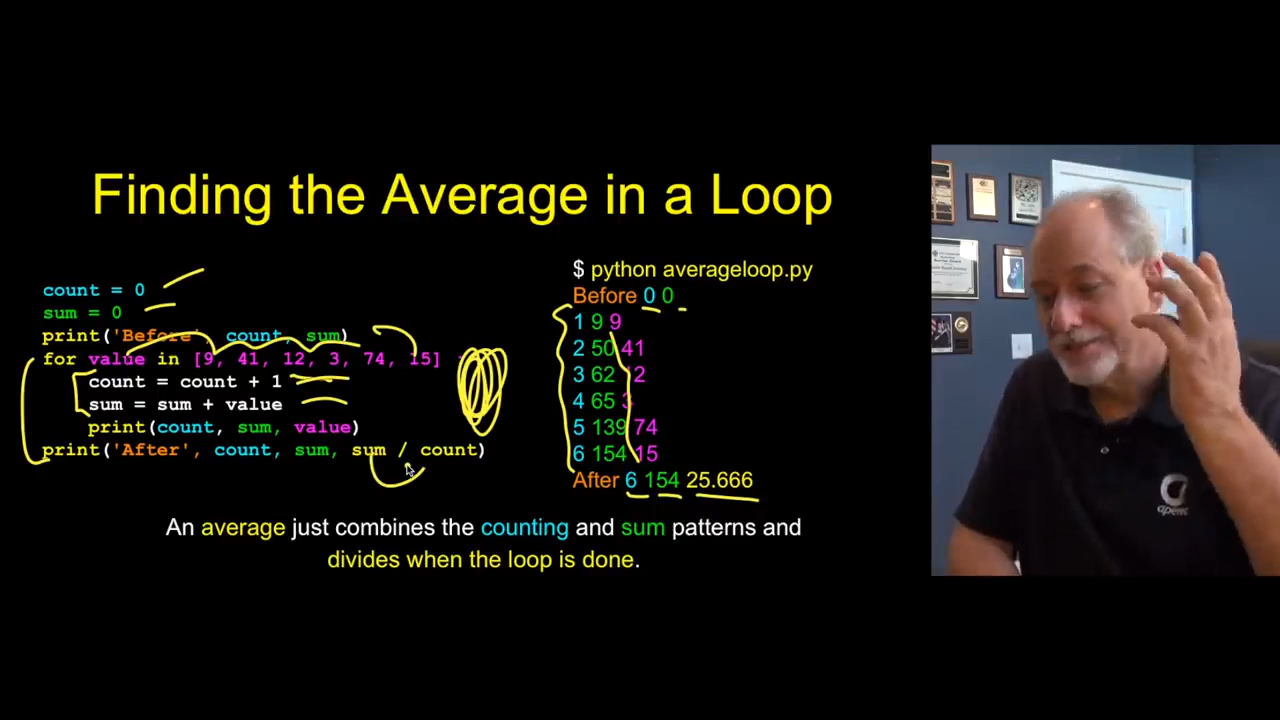 Finding the Average in a Loop
count = 0
sum = 0
print('Before', count, sum)
for value in [9, 41, 12, 3, 74, 15]
count = count + 1
sum = sum + value
print(count, sum, value)
print('After', count, sum, sum / count)
$ python averageloop.py
Before 0 0
1 9 9
2 50 41
3 62 12
4 65 3
5 139 74
6 154 15
After 6 154 25.666
An average just combines the counting and sum patterns and
divides when the loop is done.
apereo